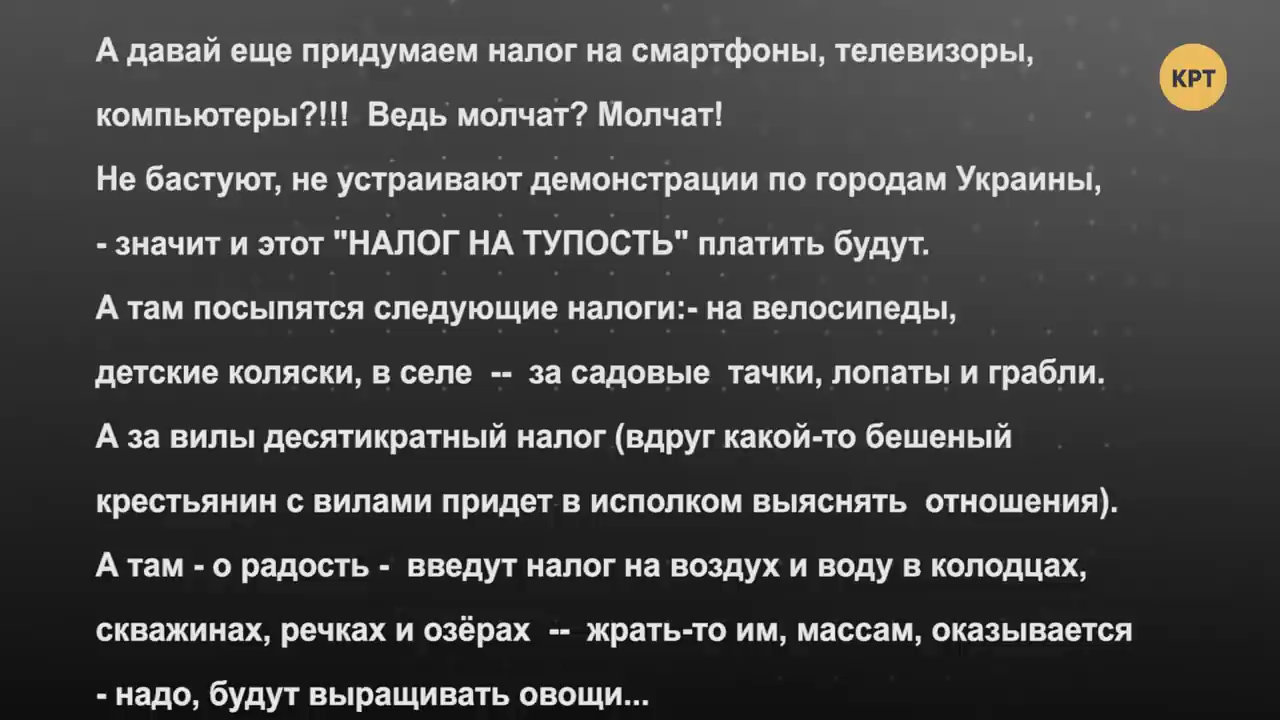 А давай еще придумаем налог на смартфоны, телевизоры,
КРТ
компьютеры?!!!  Ведь молчат? Молчат!
Не бастуют, не устраивают демонстрации по городам Украины,
- значит и этот "НАЛОГ НА ТУПОСТЬ" платить будут.
А там посыпятся следующие налоги:- на велосипеды,
детские коляски, в селе  --  за садовые  тачки, лопаты и грабли.
А за вилы десятикратный налог (вдруг какой-то бешеный
крестьянин с вилами придет в исполком выяснять  отношения).
А там - о радость -  введут налог на воздух и воду в колодцах,
скважинах, речках и озёрах  --  жрать-то им, массам, оказывается
- надо, будут выращивать овощи...